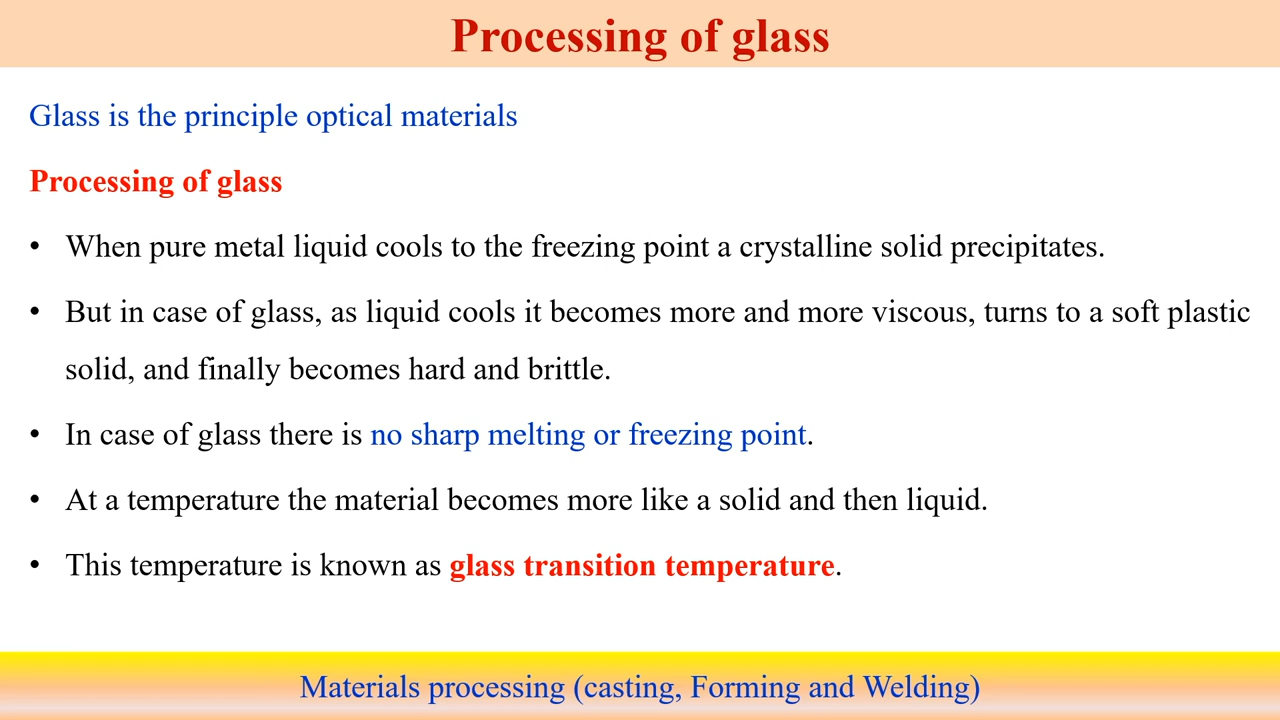 Processing of glass
Glass is the principle optical materials
Processing of glass
• When pure metal liquid cools to the freezing point a crystalline solid precipitates.
• But in case of glass, as liquid cools it becomes more and more viscous, turns to a soft plastic
solid, and finally becomes hard and brittle.
• In case of glass there is no sharp melting or freezing point.
• At a temperature the material becomes more like a solid and then liquid.
• This temperature is known as glass transition temperature.
Materials processing (casting, Forming and Welding)